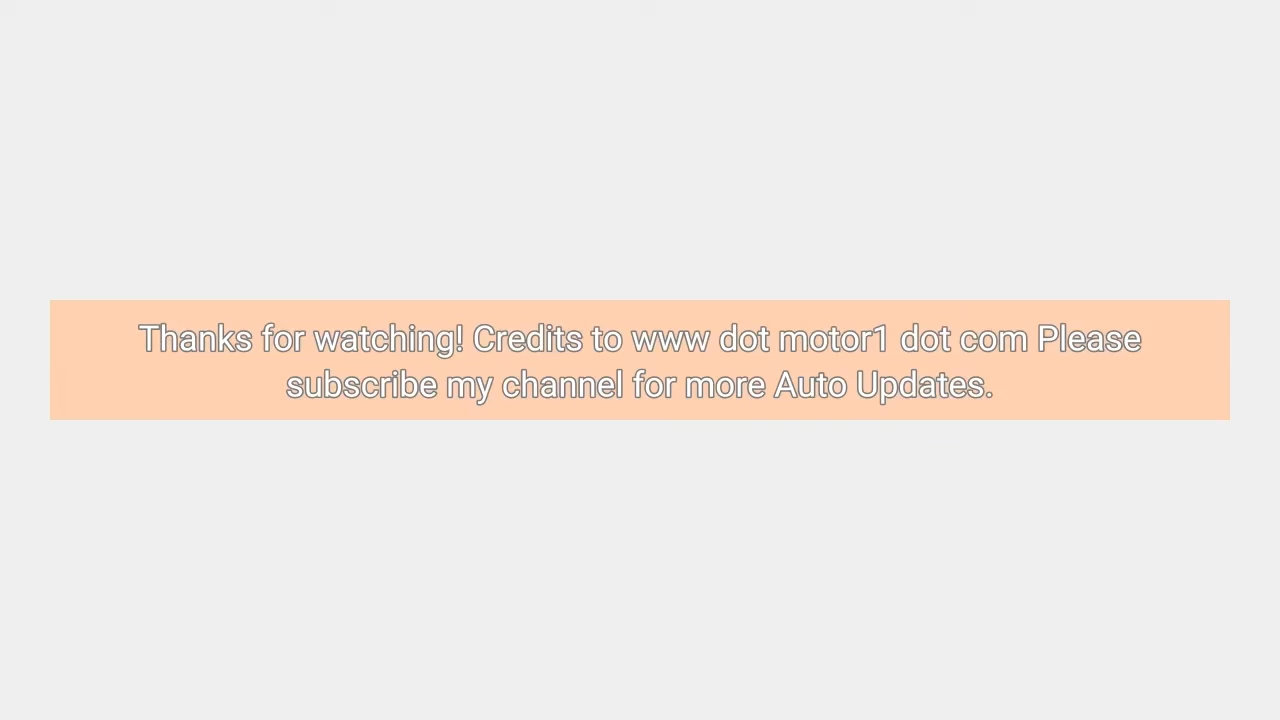 Thanks for watching! Credits to www dot motor1 dot com Please
subscribe my channel for more Auto Updates.